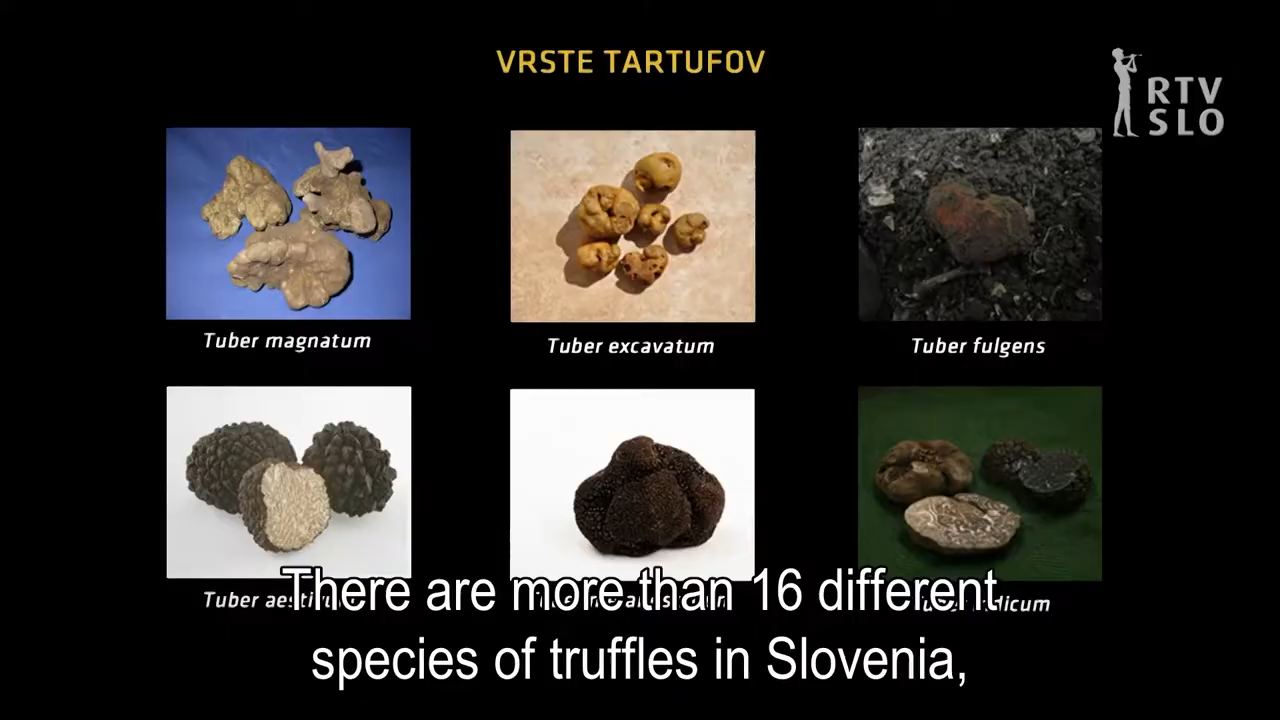 VRSTE TARTUFOV
RTV
SLO
Tuber magnatum
Tuber excavatum
Tuber fulgens
Tuber
There are more than 16 different
species of truffles in Slovenia,